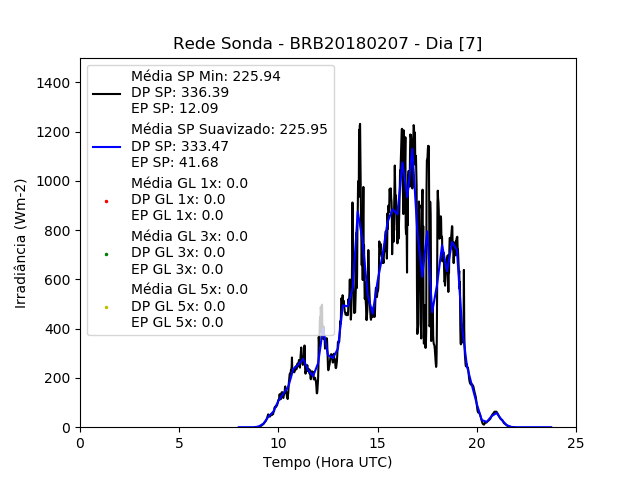 Rede Sonda - BRB20180207 - Dia [7]
Irradiância (Wm-2)
1400
1200
1000
800
600
400
200
0
Média SP Min: 225.94
DP SP: 336.39
EP SP: 12.09
Média SP Suavizado: 225.95
DP SP: 333.47
EP SP: 41.68
Média GL 1x: 0.0
DP GL 1x: 0.0
EP GL 1x: 0.0
Média GL 3x: 0.0
DP GL 3x: 0.0
EP GL 3x: 0.0
Média GL 5x: 0.0
DP GL 5x: 0.0
EP GL 5x: 0.0
0 5 10 15 20 25
Tempo (Hora UTC)